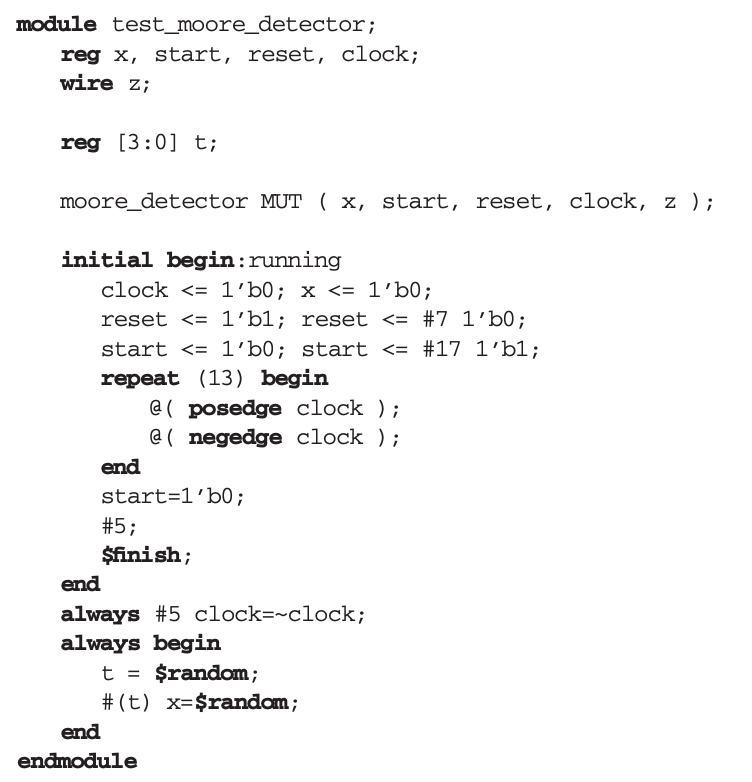 module test_moore_detector;
reg x, start, reset, clock;
wire z;
reg [3:0] t;
moore_detector MUT ( x, start, reset, clock, z );
initial begin:running
clock <= 1’b0; x <= 1’b0;
reset <= 1’b1; reset <= #7 1’b0;
start <= 1’b0; start <= #17 1’b1;
repeat (13) begin
@( posedge clock );
@( negedge clock );
end
start=1’b0;
#5;
$finish;
end
always #5 clock=~clock;
always begin
t = $random;
#(t) x=$random;
end
endmodule